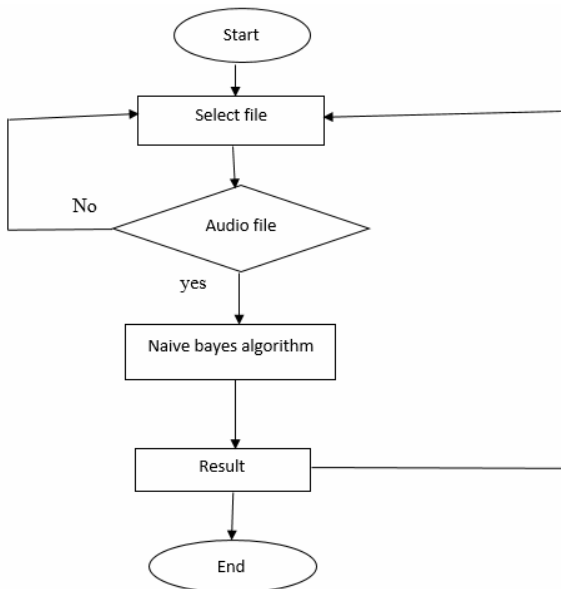 Start
Select file
No
Audio file
yes
Naive bayes algorithm
Result
End